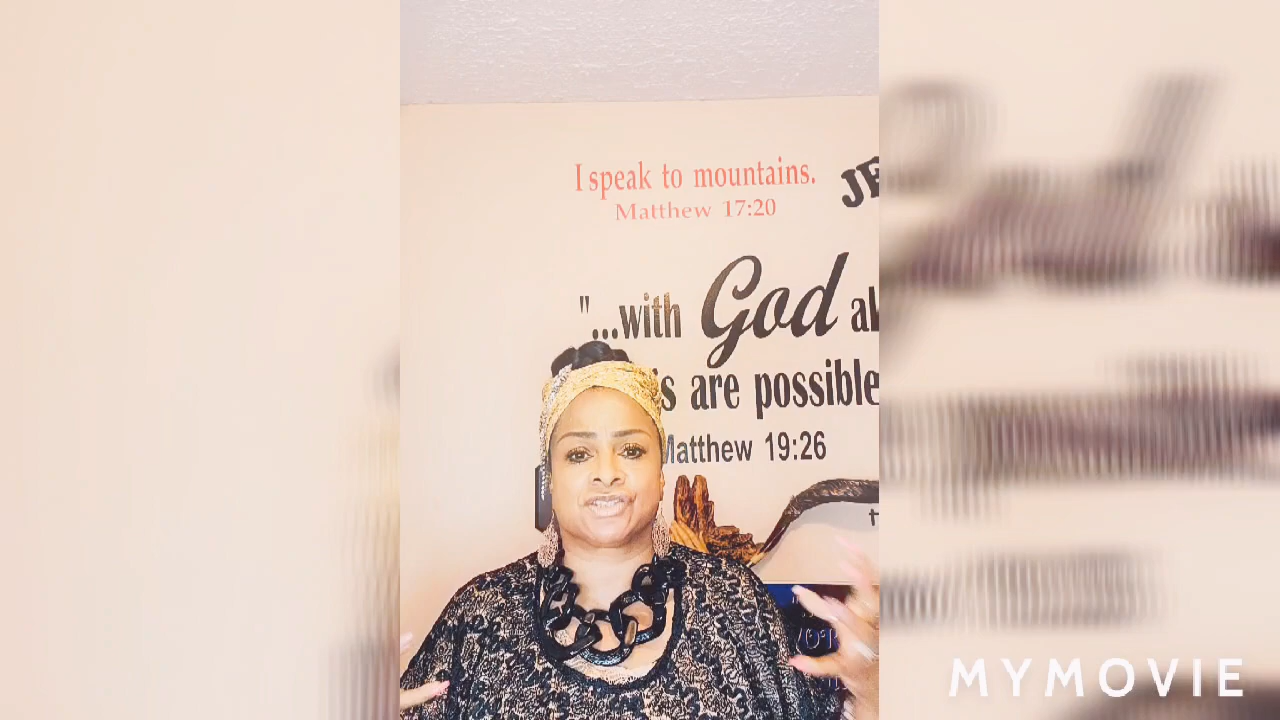 I speak to mountains.
Matthew 17:20
"...with God
are possible
Matthew 19:26
MYMOVIE